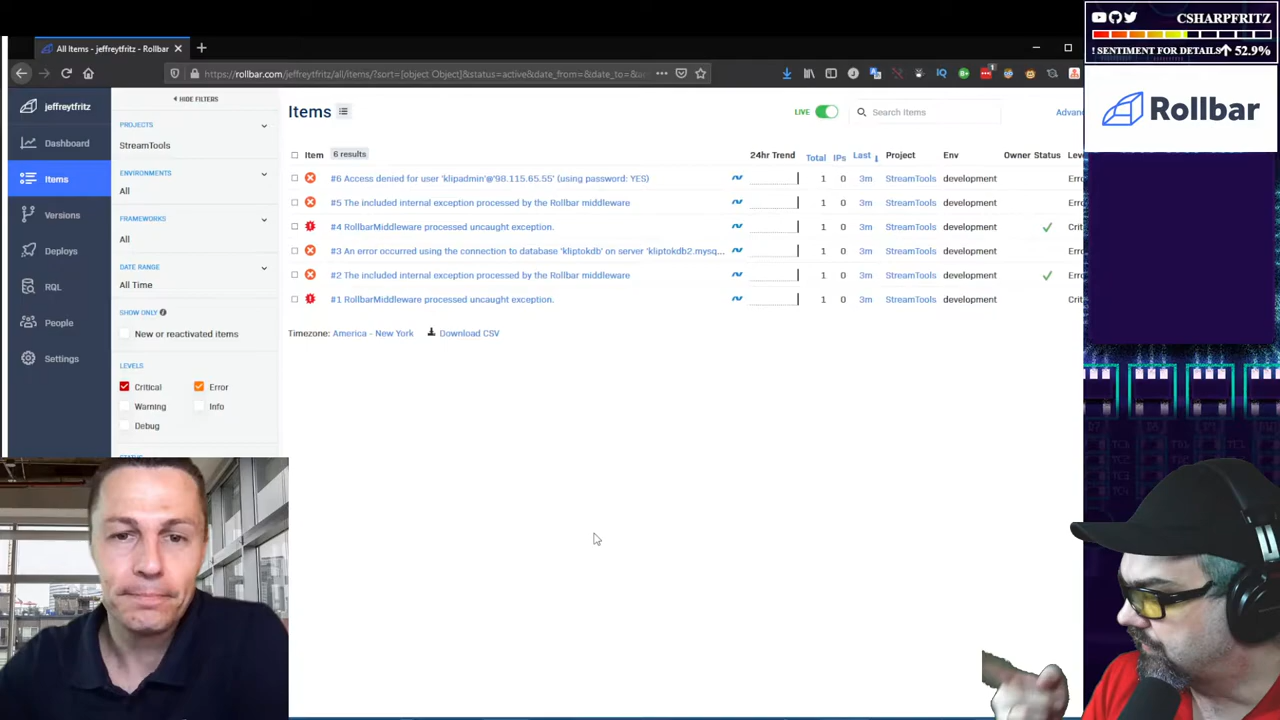 All Items - jeffreytfritz - Rollbar
https://rollbar.com/jeffreytfritz/all/items/?sort=[object Object]&status=active&date_from=&date_to=&
CSHARPFRITZ
! SENTIMENT FOR DETAILS 52.9%
Rollbar
jeffreytfritz
Dashboard
Items
Versions
Deploys
RQL
People
Settings
HIDE FILTERS
PROJECTS
StreamTools
ENVIRONMENTS
All
FRAMEWORKS
All
DATE RANGE
All Time
SHOW ONLY
New or reactivated items
LEVELS
Critical Error
Warning Info
Debug
STATUS
Items
LIVE
Search Items
Advanc
Item 6 results 24hr Trend Total IPs Last Project Env Owner Status Leve
#6 Access denied for user 'klipadmin'@'98.115.65.55' (using password: YES) 1 0 3m StreamTools development Erro
#5 The included internal exception processed by the Rollbar middleware 1 0 3m StreamTools development Erro
#4 RollbarMiddleware processed uncaught exception. 1 0 3m StreamTools development Crit
#3 An error occurred using the connection to database 'kliptokdb' on server 'kliptokdb2.mysq... 1 0 3m StreamTools development Erro
#2 The included internal exception processed by the Rollbar middleware 1 0 3m StreamTools development Erro
#1 RollbarMiddleware processed uncaught exception. 1 0 3m StreamTools development Crit
Timezone: America - New York Download CSV